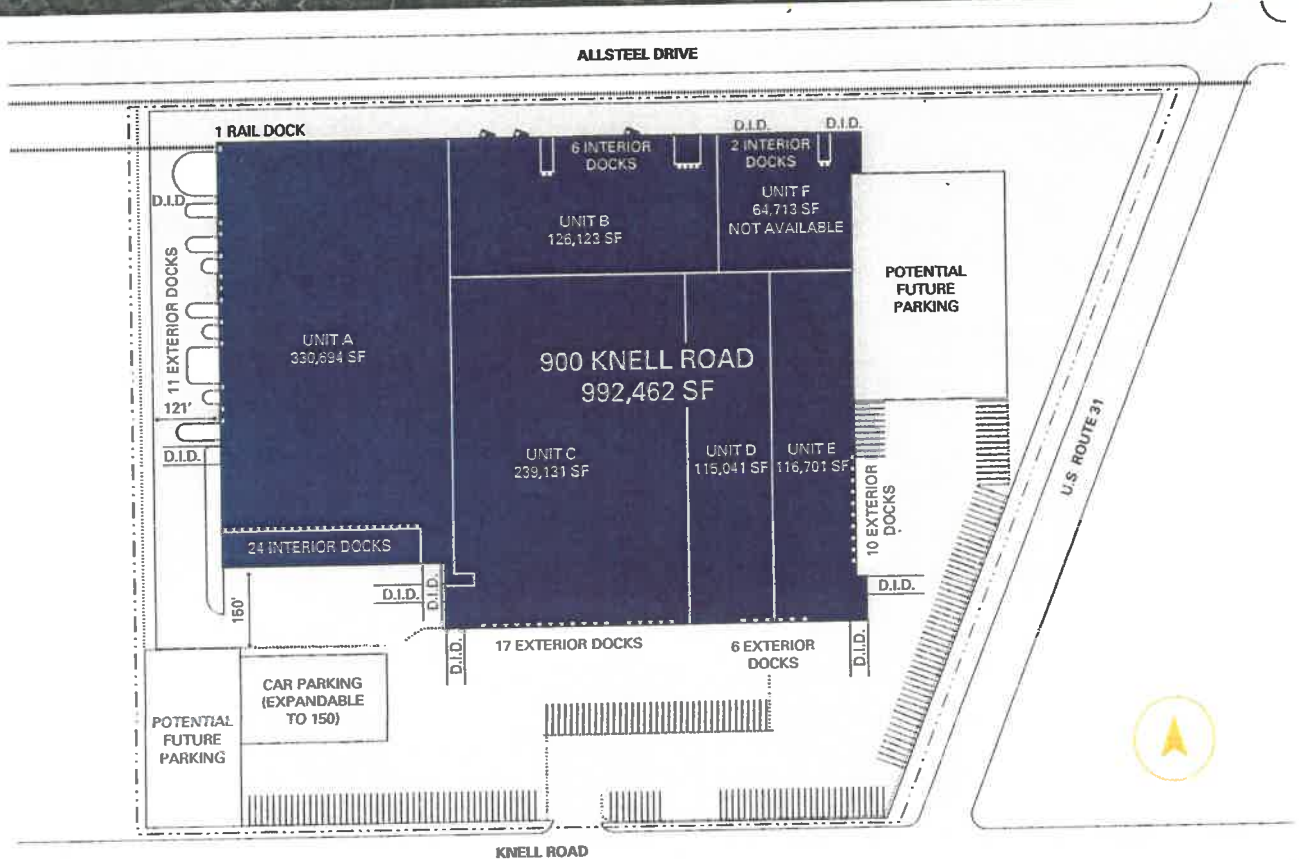 ALLSTEEL DRIVE
1 RAIL DOCK
D.I.D.
D.I.D.
6 INTERIOR
DOCKS
2 INTERIOR
DOCKS
UNIT F
64,713 SF
NOT AVAILABLE
UNIT B
126,123 SF
D.I.D.
11 EXTERIOR DOCKS
121'
D.I.D.
UNIT A
330,694 SF
POTENTIAL
FUTURE
PARKING
900 KNELL ROAD
992,462 SF
UNIT C
239,131 SF
UNIT D
115,041 SF
UNIT E
116,701 SF
10 EXTERIOR
DOCKS
U.S. ROUTE 31
24 INTERIOR DOCKS
D.I.D.
D.I.D.
D.I.D.
150'
D.I.D.
17 EXTERIOR DOCKS
6 EXTERIOR
DOCKS
D.I.D.
CAR PARKING
(EXPANDABLE
TO 150)
POTENTIAL
FUTURE
PARKING
KNELL ROAD